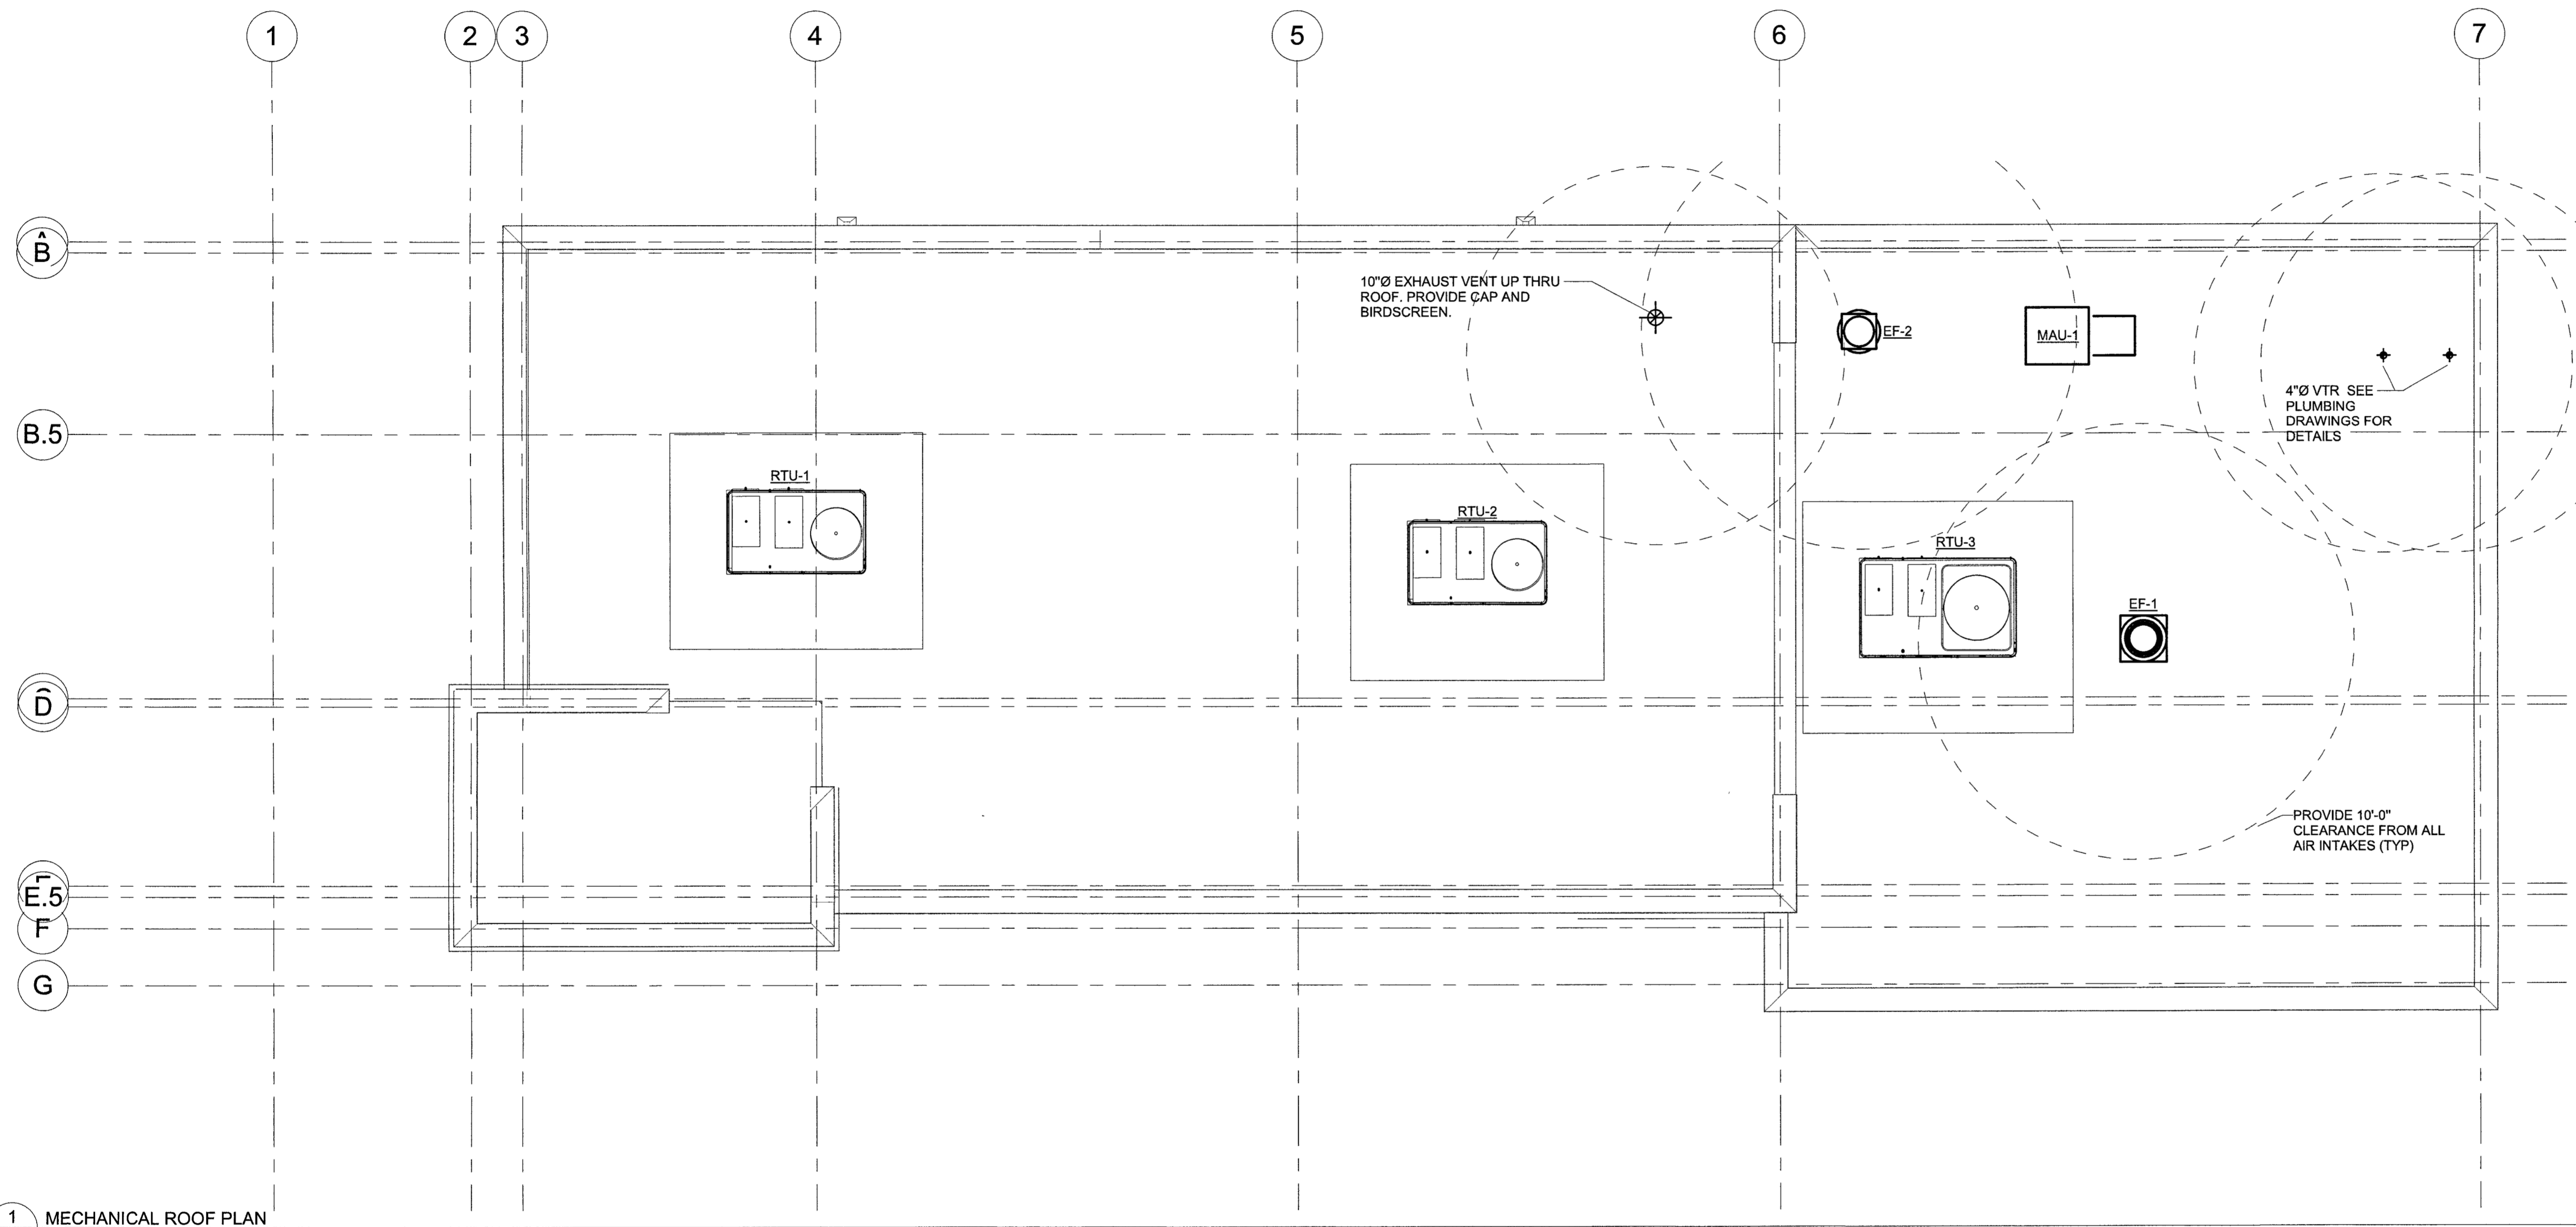 1 2 3 4 5 6 7
B
10"Ø EXHAUST VENT UP THRU
ROOF. PROVIDE CAP AND
BIRDSCREEN.
EF-2
MAU-1
4"Ø VTR SEE
PLUMBING
DRAWINGS FOR
DETAILS
B.5
RTU-1
RTU-2
RTU-3
EF-1
D
PROVIDE 10'-0"
CLEARANCE FROM ALL
AIR INTAKES (TYP)
E.5
F
G
1 MECHANICAL ROOF PLAN